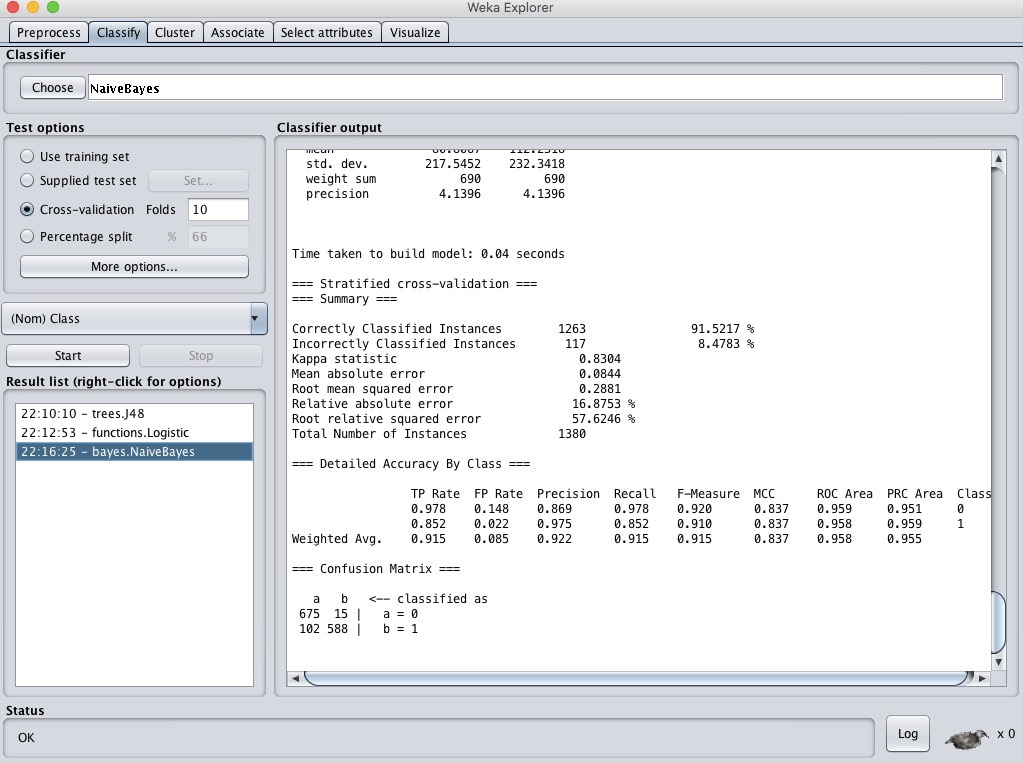 Weka Explorer
Preprocess Classify Cluster Associate Select attributes Visualize
Classifier
Choose NaiveBayes
Test options
Use training set
Supplied test set Set...
Cross-validation Folds 10
Percentage split % 66
More options...
(Nom) Class
Start Stop
Result list (right-click for options)
22:10:10 - trees.J48
22:12:53 - functions.Logistic
22:16:25 - bayes.NaiveBayes
Classifier output
mean
std. dev. 217.5452 232.3418
weight sum 690 690
precision 4.1396 4.1396
Time taken to build model: 0.04 seconds
=== Stratified cross-validation ===
=== Summary ===
Correctly Classified Instances 1263 91.5217 %
Incorrectly Classified Instances 117 8.4783 %
Kappa statistic 0.8304
Mean absolute error 0.0844
Root mean squared error 0.2881
Relative absolute error 16.8753 %
Root relative squared error 57.6246 %
Total Number of Instances 1380
=== Detailed Accuracy By Class ===
TP Rate FP Rate Precision Recall F-Measure MCC ROC Area PRC Area Class
0.978 0.148 0.869 0.978 0.920 0.837 0.959 0.951 0
0.852 0.022 0.975 0.852 0.910 0.837 0.958 0.959 1
Weighted Avg. 0.915 0.085 0.922 0.915 0.915 0.837 0.958 0.955
=== Confusion Matrix ===
a b <-- classified as
675 15 | a = 0
102 588 | b = 1
Status
OK
Log
x 0